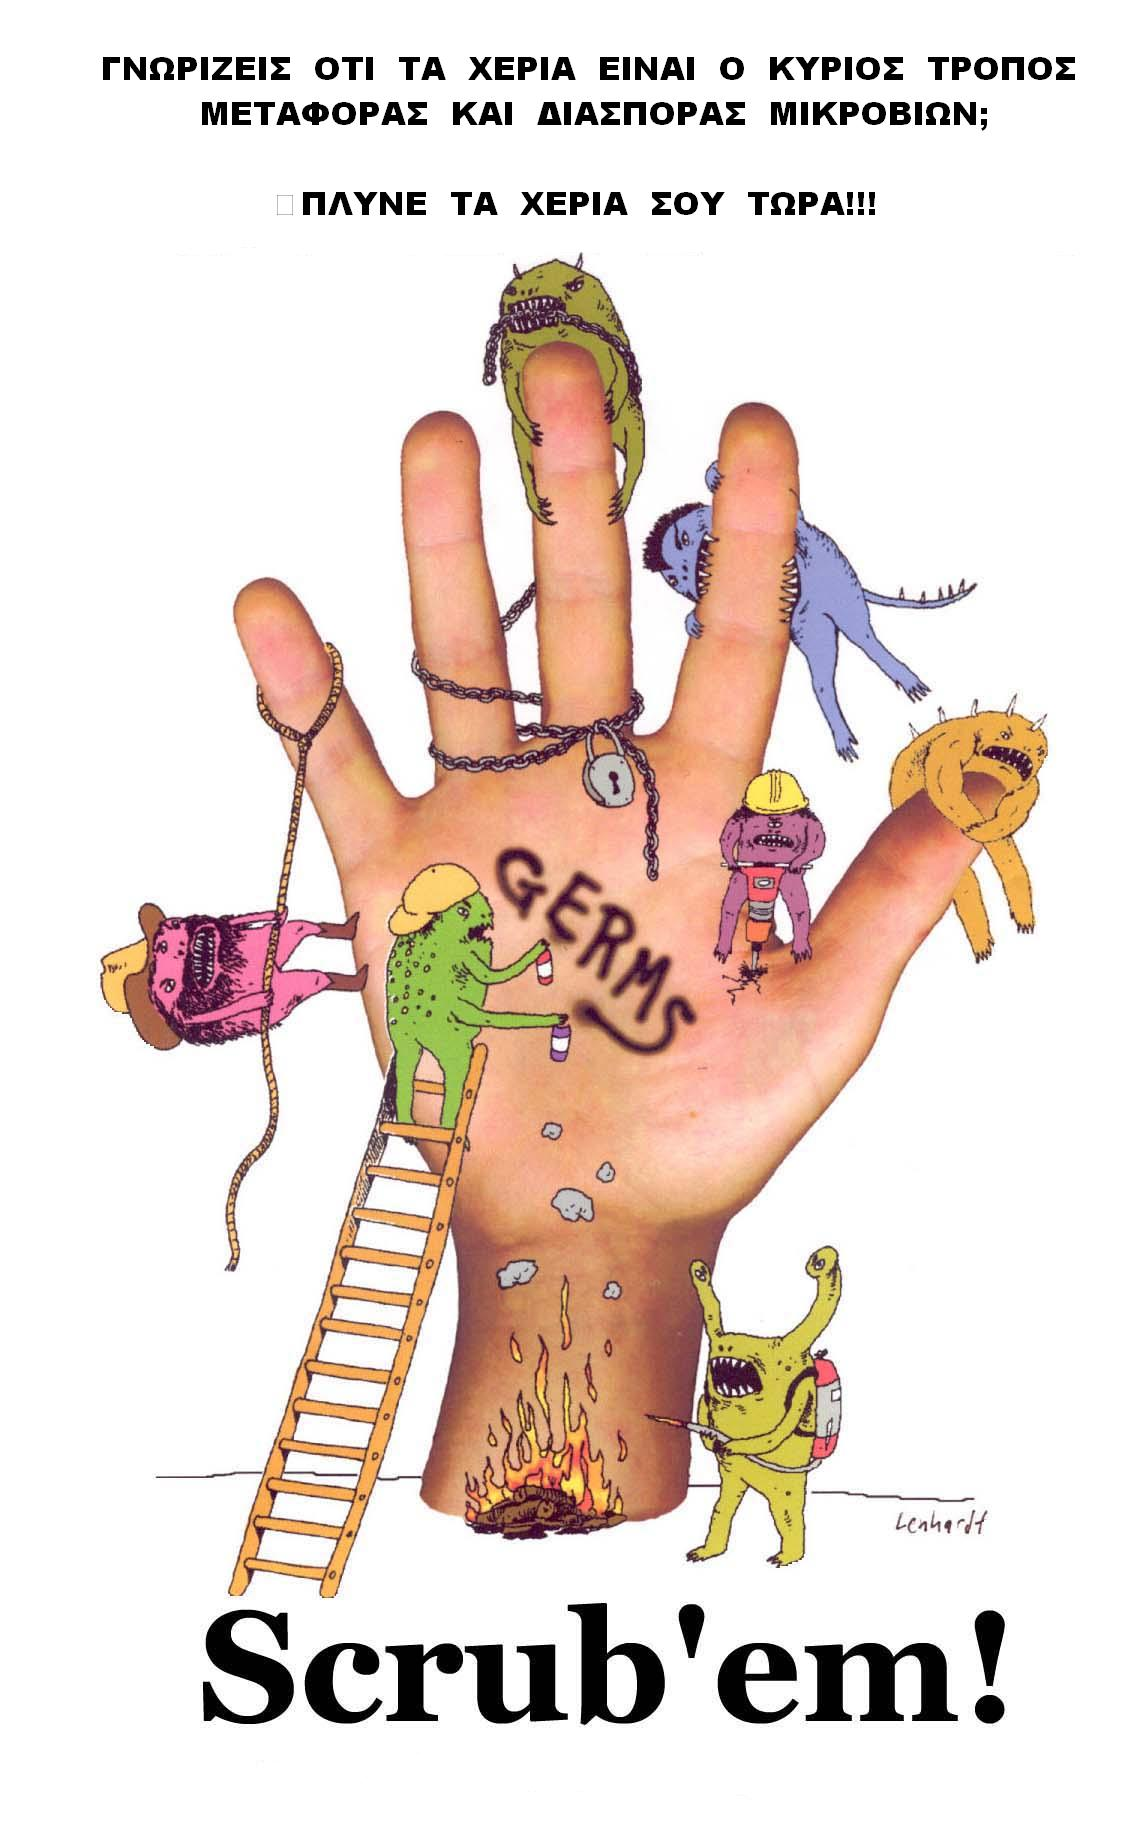 ΓΝΩΡΙΖΕΙΣ ΟΤΙ ΤΑ ΧΕΡΙΑ ΕΙΝΑΙ Ο ΚΥΡΙΟΣ ΤΡΟΠΟΣ
ΜΕΤΑΦΟΡΑΣ ΚΑΙ ΔΙΑΣΠΟΡΑΣ ΜΙΚΡΟΒΙΩΝ;
ΠΛΥΝΕ ΤΑ ΧΕΡΙΑ ΣΟΥ ΤΩΡΑ!!!
GERMS
Lenhardt
Scrub'em!